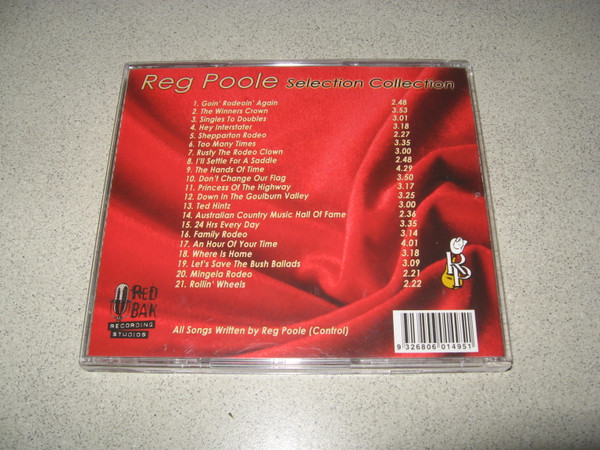 Reg Poole Selection Collection
1. Goin' Rodeoin' Again 2.48
2. The Winners Crown 3.53
3. Singles To Doubles 3.01
4. Hey Interstater 3.18
5. Shepparton Rodeo 2.27
6. Too Many Times 3.35
7. Rusty The Rodeo Clown 3.00
8. I'll Settle For A Saddle 2.48
9. The Hands Of Time 4.29
10. Don't Change Our Flag 3.50
11. Princess Of The Highway 3.17
12. Down In The Goulburn Valley 3.25
13. Ted Hintz 3.00
14. Australian Country Music Hall Of Fame 2.36
15. 24 Hrs Every Day 3.35
16. Family Rodeo 3.14
17. An Hour Of Your Time 4.01
18. Where Is Home 3.18
19. Let's Save The Bush Ballads 3.09
20. Mingela Rodeo 2.21
21. Rollin' Wheels 2.22
RP
RED
BAK
RECORDING
STUDIOS
All Songs Written by Reg Poole (Control)
9 326806 014951